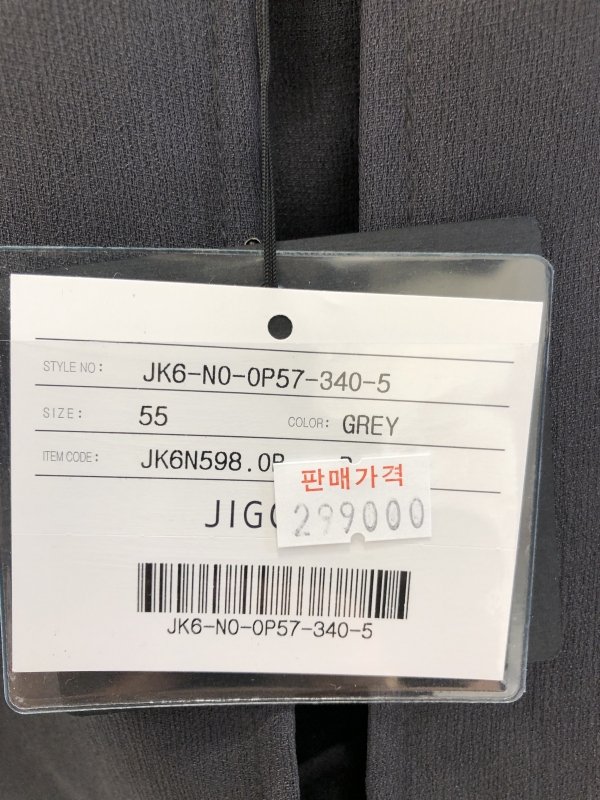 STYLE NO: JK6-N0-0P57-340-5
SIZE: 55 COLOR: GREY
ITEM CODE: JK6N598.0P
판매가격
JIG
299000
JK6-N0-0P57-340-5